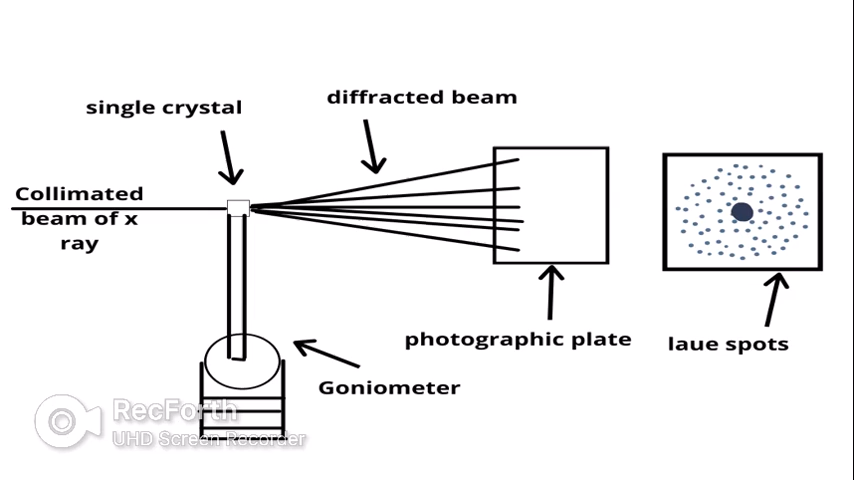 diffracted beam
single crystal
Collimated
beam of x
ray
photographic plate
laue spots
Goniometer
RecForth
UHD Screen Recorder